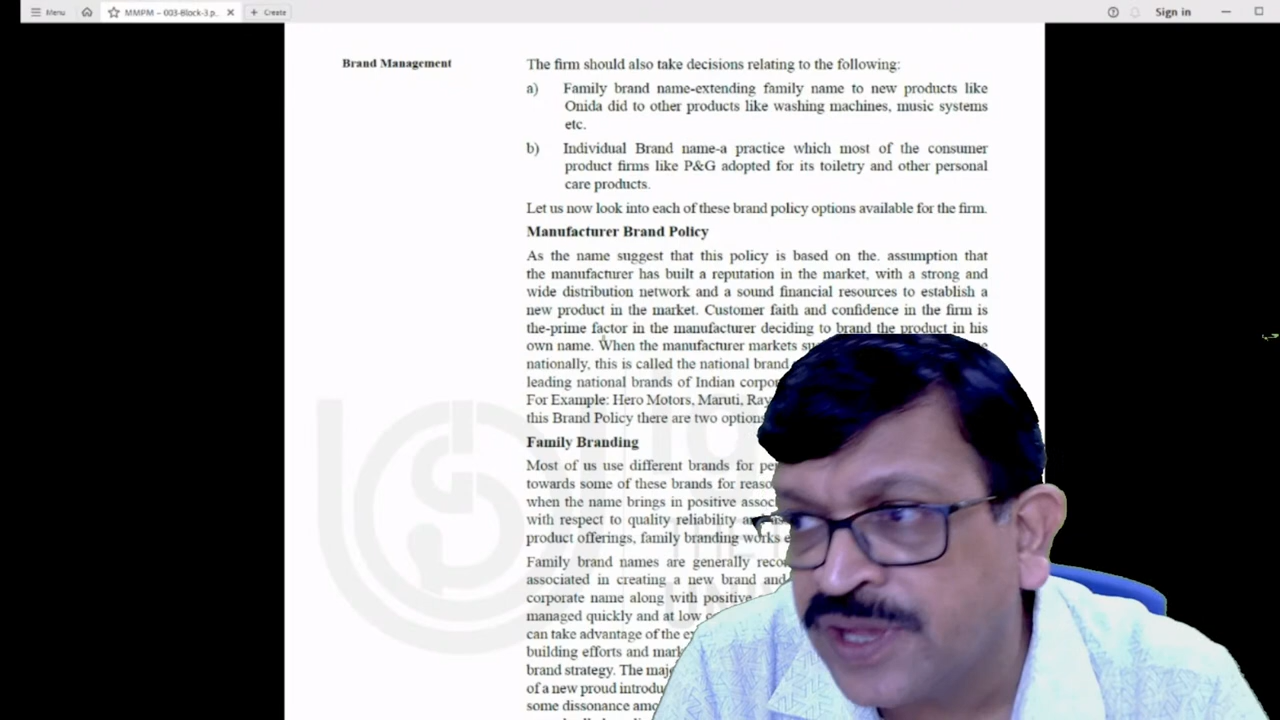 Menu
MMPM – 003-Block-3.p...
Create
Sign in
Brand Management
The firm should also take decisions relating to the following:
a) Family brand name-extending family name to new products like
Onida did to other products like washing machines, music systems
etc.
b) Individual Brand name-a practice which most of the consumer
product firms like P&G adopted for its toiletry and other personal
care products.
Let us now look into each of these brand policy options available for the firm.
Manufacturer Brand Policy
As the name suggest that this policy is based on the. assumption that
the manufacturer has built a reputation in the market, with a strong and
wide distribution network and a sound financial resources to establish a
new product in the market. Customer faith and confidence in the firm is
the-prime factor in the manufacturer deciding to brand the product in his
own name. When the manufacturer markets
nationally, this is called the national brand
leading national brands of Indian
For Example: Hero Motors, Maruti,
this Brand Policy there are two
Family Branding
Most of us use different brands for
towards some of these brands for
when the name brings in positive
with respect to quality reliability
product offerings, family branding works
Family brand names are generally
associated in creating a new brand and
corporate name along with positive
managed quickly and at low
can take advantage of the
building efforts and
brand strategy. The
of a new proud
some dissonance